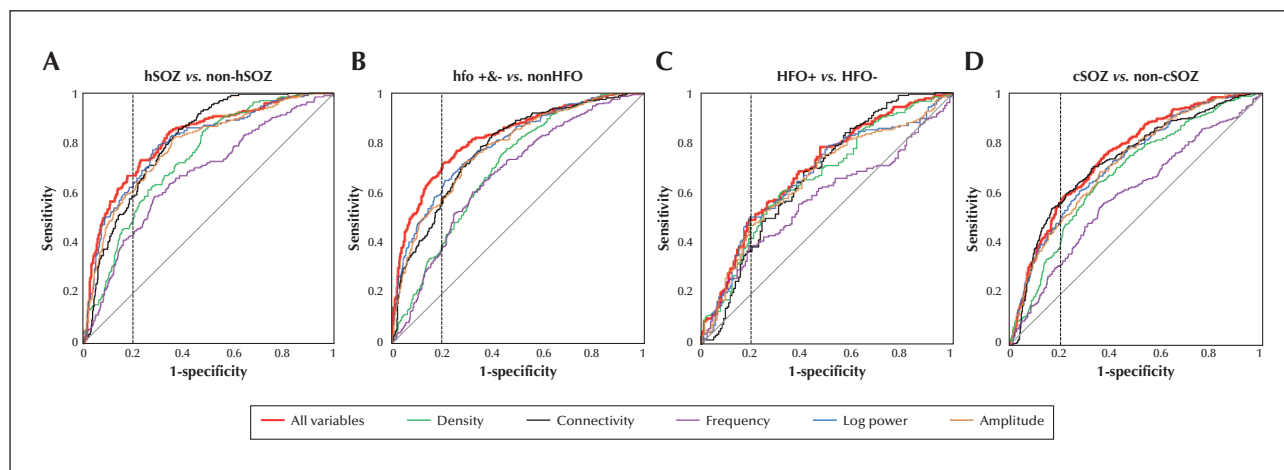 A
hSOZ vs. non-hSOZ
1
0.8
0.6
0.4
0.2
0
0 0.2 0.4 0.6 0.8 1
Sensitivity
1-specificity
B
hfo +&- vs. nonHFO
1
0.8
0.6
0.4
0.2
0
0 0.2 0.4 0.6 0.8 1
Sensitivity
1-specificity
C
HFO+ vs. HFO-
1
0.8
0.6
0.4
0.2
0
0 0.2 0.4 0.6 0.8 1
Sensitivity
1-specificity
D
cSOZ vs. non-cSOZ
1
0.8
0.6
0.4
0.2
0
0 0.2 0.4 0.6 0.8 1
Sensitivity
1-specificity
All variables Density Connectivity Frequency Log power Amplitude